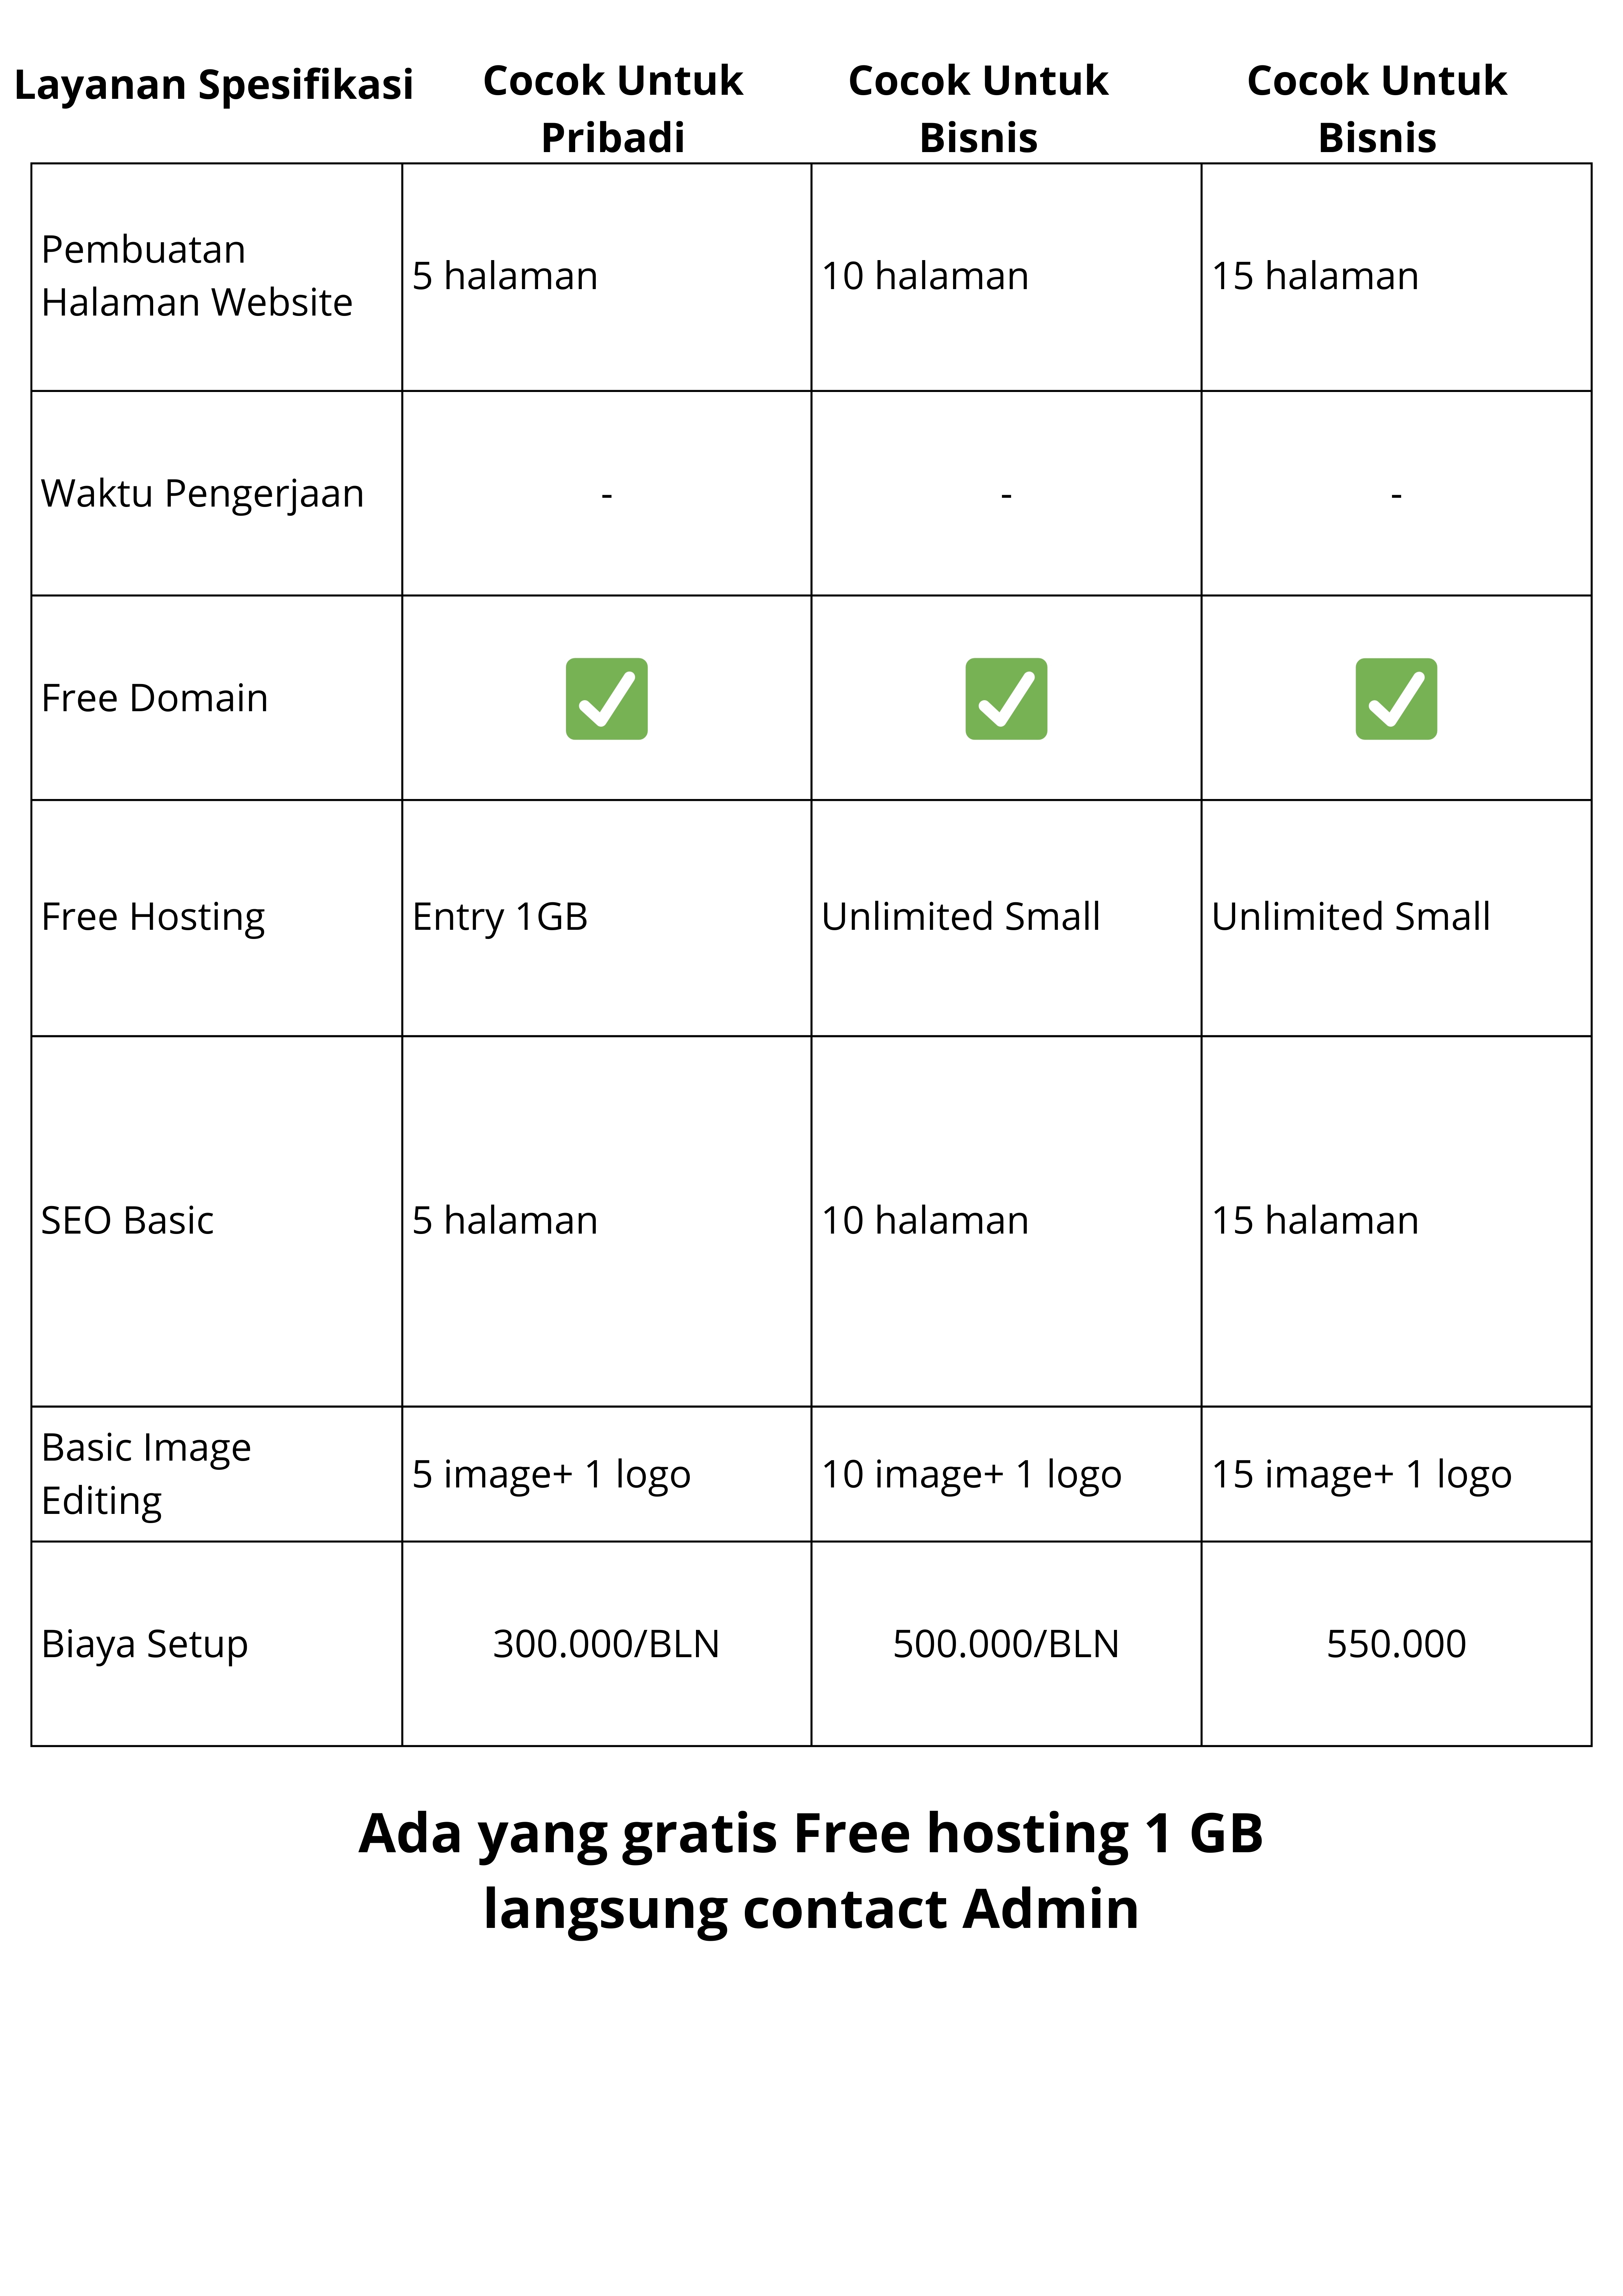 Layanan Spesifikasi
Cocok Untuk
Pribadi
Cocok Untuk
Bisnis
Cocok Untuk
Bisnis
Pembuatan
Halaman Website
5 halaman
10 halaman
15 halaman
Waktu Pengerjaan
-
-
-
Free Domain
Free Hosting
Entry 1GB
Unlimited Small
Unlimited Small
SEO Basic
5 halaman
10 halaman
15 halaman
Basic Image
Editing
5 image+ 1 logo
10 image+ 1 logo
15 image+ 1 logo
Biaya Setup
300.000/BLN
500.000/BLN
550.000
Ada yang gratis Free hosting 1 GB
langsung contact Admin